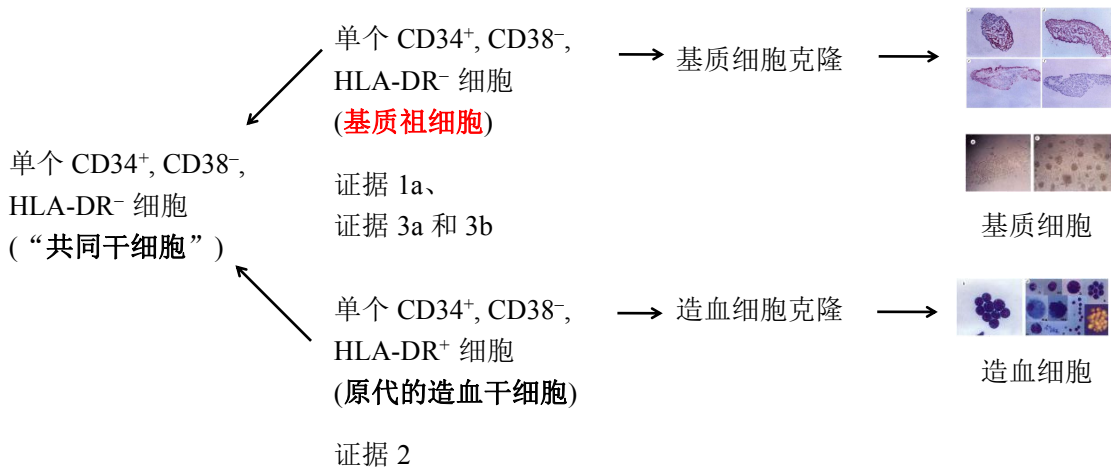 单个 CD34⁺, CD38⁻,
HLA-DR⁻ 细胞
(“共同干细胞”)
单个 CD34⁺, CD38⁻,
HLA-DR⁻ 细胞
(基质祖细胞)
证据 1a、
证据 3a 和 3b
基质细胞克隆
基质细胞
单个 CD34⁺, CD38⁻,
HLA-DR⁺ 细胞
(原代的造血干细胞)
证据 2
造血细胞克隆
造血细胞